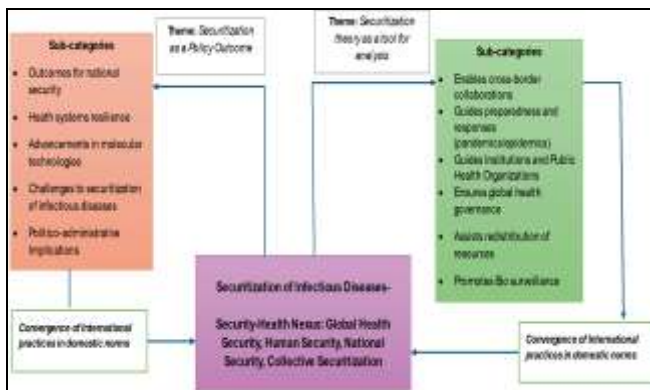 Sub-categories
• Outcomes for national
security
• Heath systems resilience
• Advancements in molecular
technologies
• Challenges to securitization
of infectious diseases
• Politico-administrative
Implications
Theme: Securitization
as a Policy Outcome
Theme: Securitization
theory as a tool for
analysis
Sub-categories
• Enables cross-border
collaborations
• Guides preparedness and
responses
(pandemics/epidemics)
• Guides Institutions and Public
Health Organizations
• Ensures global health
governance
• Assists redistribution of
resources
• Promotes Bio surveillance
Securitization of Infectious Diseases-
Security-Health Nexus: Global Health
Security, Human Security, National
Security, Collective Securitization
Convergence of International
practices in domestic norms
Convergence of International
practices in domestic norms